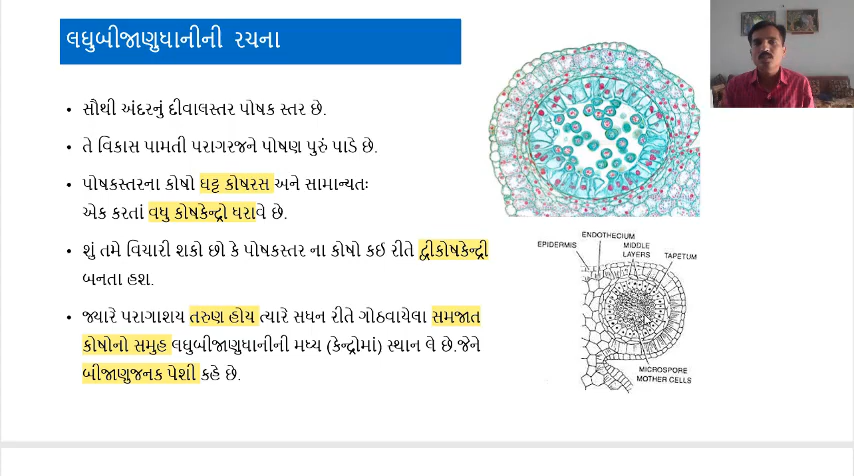 લઘુબીજાણુધાનીની રચના
• સૌથી અંદરનું દીવાલસ્તર પોષક સ્તર છે.
• તે વિકાસ પામતી પરાગરજને પોષણ પુરું પાડે છે.
• પોષકસ્તરના કોષો ઘટ્ટ કોષરસ અને સામાન્યતઃ
એક કરતાં વધુ કોષકેન્દ્રો ધરાવે છે.
• શું તમે વિચારી શકો છો કે પોષકસ્તર ના કોષો કઈ રીતે દ્વીકોષકેન્દ્રી
બનતા હશ.
• જ્યારે પરાગાશય તરુણ હોય ત્યારે સઘન રીતે ગોઠવાયેલા સમજાત
કોષોનો સમુહ લઘુબીજાણુધાનીની મધ્ય (કેન્દ્રોમાં) સ્થાન લે છે.જેને
બીજાણુજનક પેશી કહે છે.
ENDOTHECIUM
EPIDERMIS
MIDDLE
LAYERS
TAPETUM
MICROSPORE
MOTHER CELLS